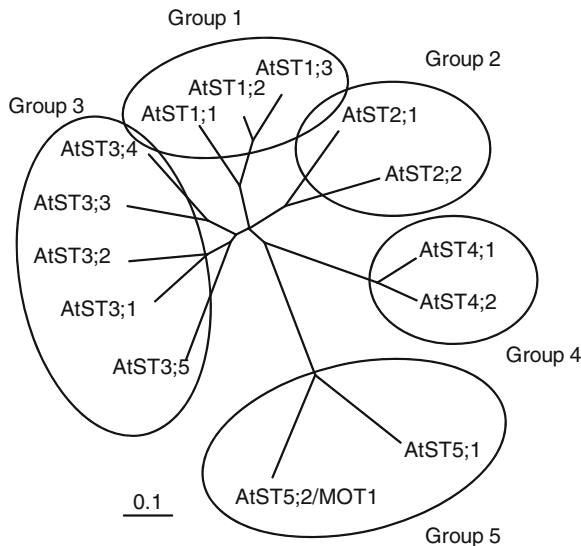 Group 1
AtST1;3
AtST1;2
AtST1;1
Group 2
AtST2;1
AtST2;2
Group 3
AtST3;4
AtST3;3
AtST3;2
AtST3;1
AtST3;5
AtST4;1
AtST4;2
Group 4
AtST5;1
AtST5;2/MOT1
0.1
Group 5